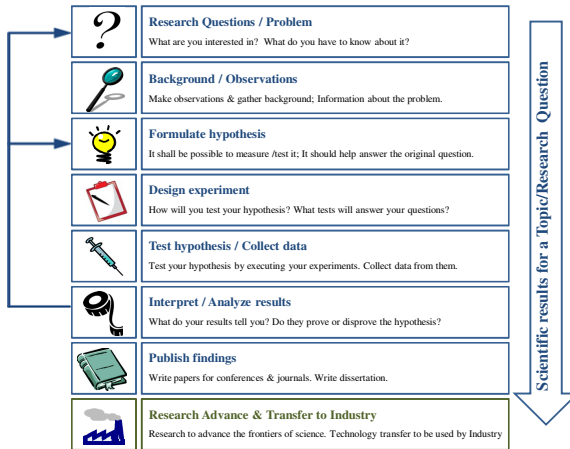 Research Questions / Problem
What are you interested in? What do you have to know about it?
Background / Observations
Make observations & gather background; Information about the problem.
Formulate hypothesis
It shall be possible to measure /test it; It should help answer the original question.
Design experiment
How will you test your hypothesis? What tests will answer your questions?
Test hypothesis / Collect data
Test your hypothesis by executing your experiments. Collect data from them.
Interpret / Analyze results
What do your results tell you? Do they prove or disprove the hypothesis?
Publish findings
Write papers for conferences & journals. Write dissertation.
Research Advance & Transfer to Industry
Research to advance the frontiers of science. Technology transfer to be used by Industry
Scientific results for a Topic/Research Question